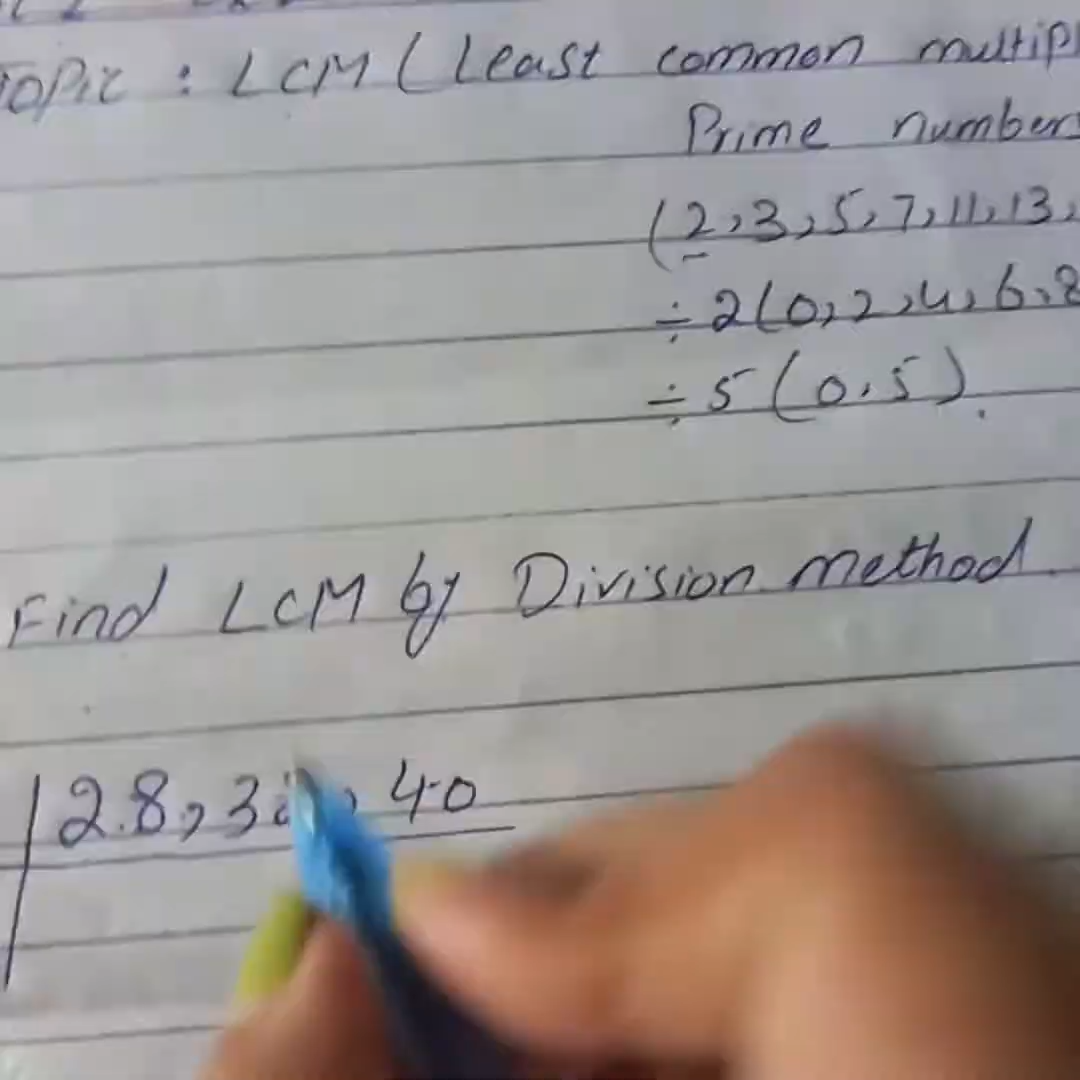 Topic : LCM ( Least common multipl
Prime number
(2,3,5,7,11,13,
÷ 2(0,2,4,6,8
÷ 5(0,5).
Find LCM by Division method
28, 40